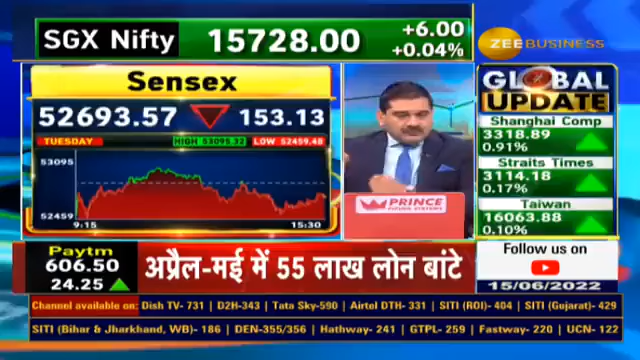 SGX Nifty
15728.00
+6.00
+0.04%
ZEE BUSINESS
Sensex
52693.57 153.13
TUESDAY HIGH 53095.32 LOW 52459.48
53095
52459
9:15 15:30
PRINCE
PIPING SYSTEMS
GLOBAL
UPDATE
Shanghai Comp
3318.89
0.91%
Straits Times
3114.18
0.17%
Taiwan
16063.88
0.10%
Paytm
606.50
24.25
अप्रैल-मई में 55 लाख लोन बांटे
Follow us on
15/06/2022
Channel available on: Dish TV- 731 | D2H-343 | Tata Sky-590 | Airtel DTH- 331 | SITI (ROI)- 404 | SITI (Gujarat)- 429
SITI (Bihar & Jharkhand, WB)- 186 | DEN-355/356 | Hathway- 241 | GTPL- 259 | Fastway- 220 | UCN- 122